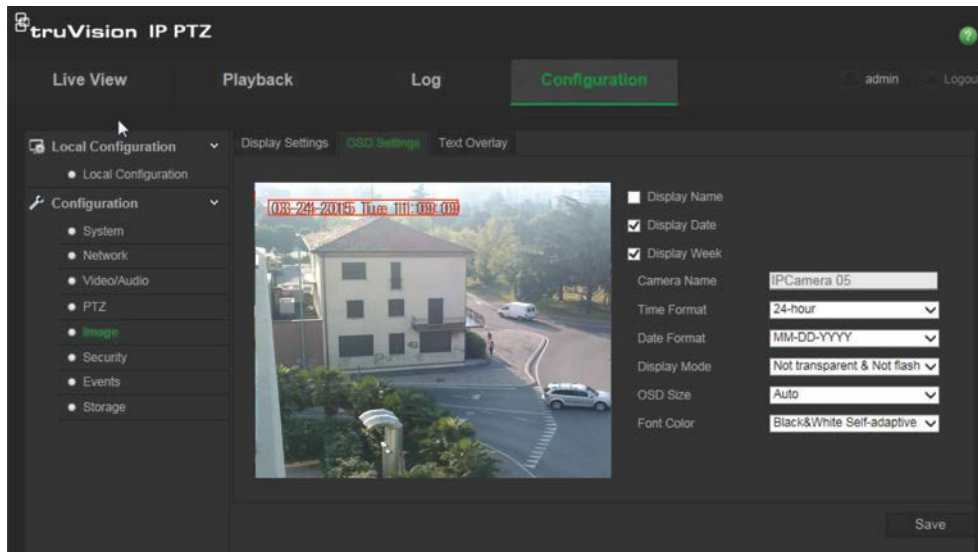 truVision IP PTZ
?
Live View Playback Log Configuration admin Logou
Local Configuration
Local Configuration
Configuration
System
Network
Video/Audio
PTZ
Image
Security
Events
Storage
Display Settings OSD Settings Text Overlay
03-24-2015 Tue 11:09:09
Display Name
Display Date
Display Week
Camera Name IPCamera 05
Time Format 24-hour
Date Format MM-DD-YYYY
Display Mode Not transparent & Not flash
OSD Size Auto
Font Color Black&White Self-adaptive
Save